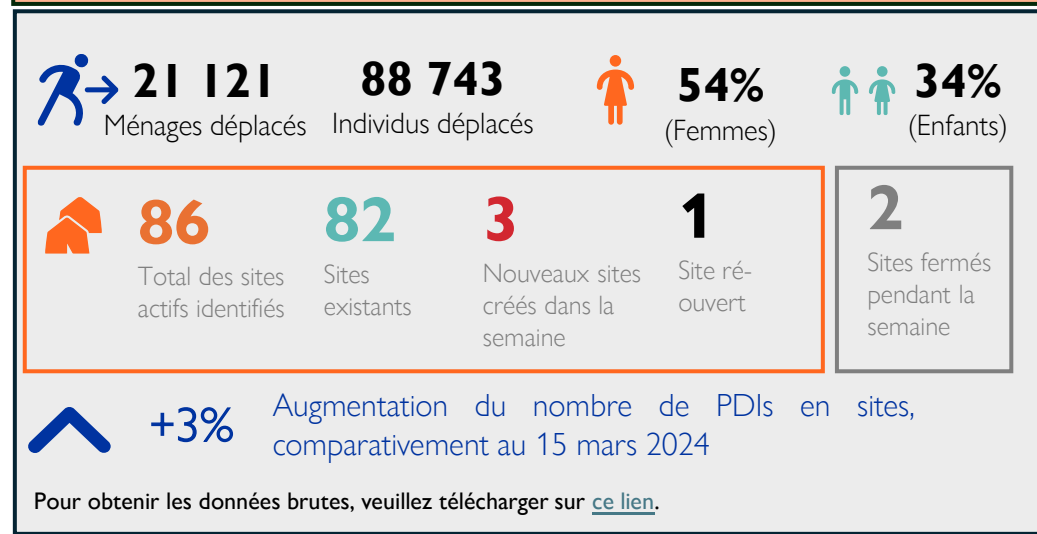 21 121
Ménages déplacés
88 743
Individus déplacés
54%
(Femmes)
34%
(Enfants)
86
Total des sites
actifs identifiés
82
Sites
existants
3
Nouveaux sites
créés dans la
semaine
1
Site ré-
ouvert
2
Sites fermés
pendant la
semaine
+3%
Augmentation du nombre de PDIs en sites,
comparativement au 15 mars 2024
Pour obtenir les données brutes, veuillez télécharger sur ce lien.